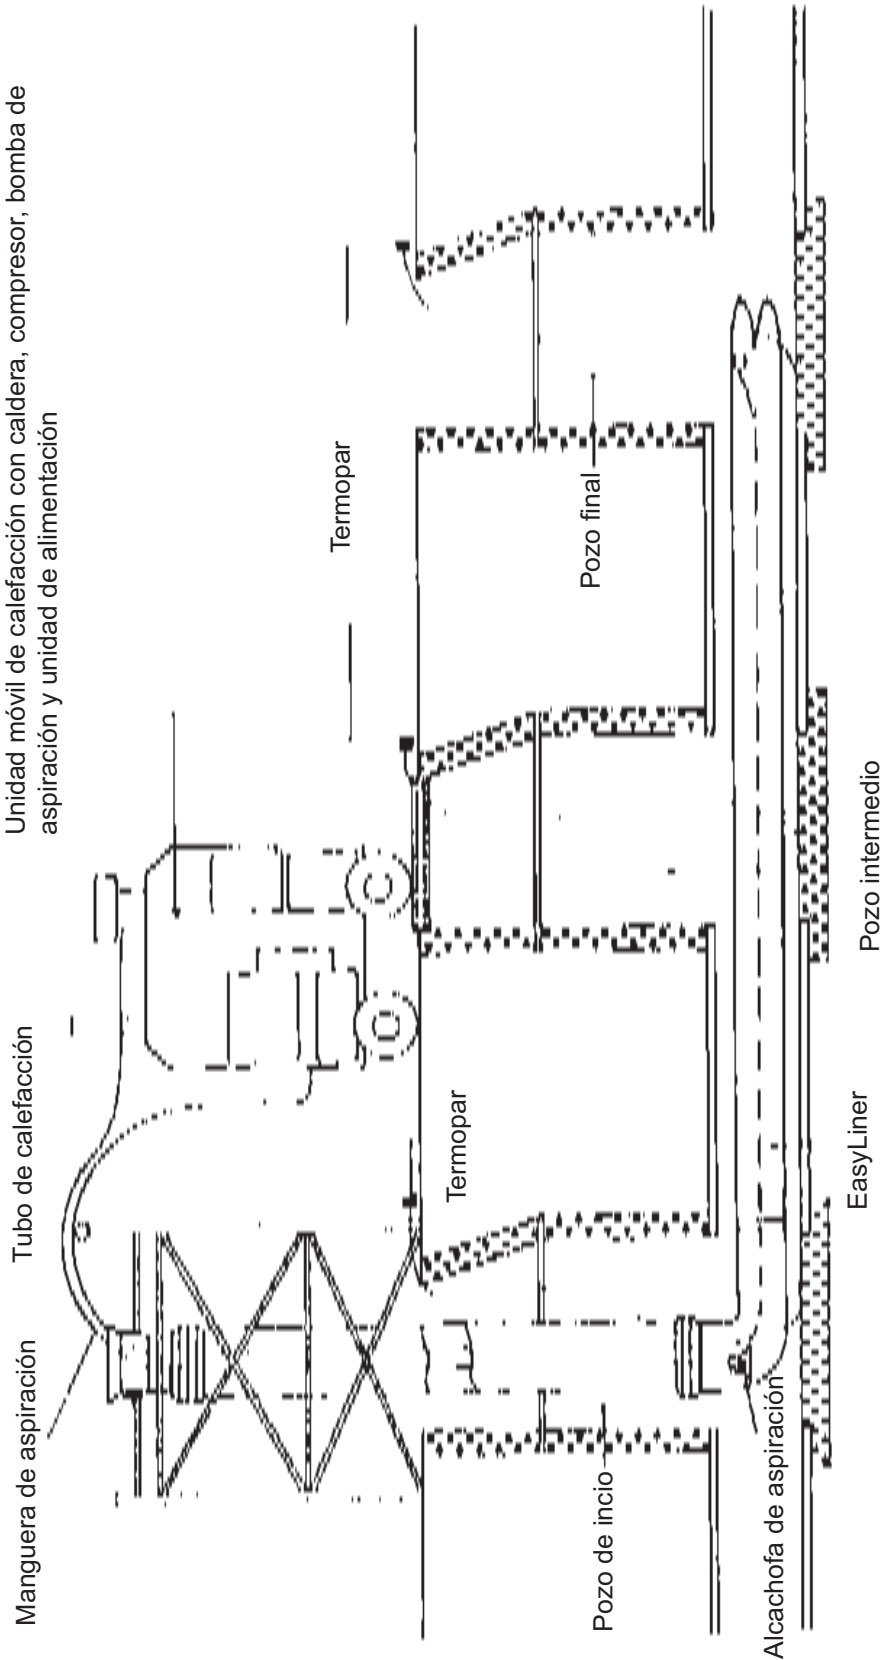 Manguera de aspiración
Tubo de calefacción
Unidad móvil de calefacción con caldera, compresor, bomba de
aspiración y unidad de alimentación
Termopar
Termopar
Pozo final
Pozo de incio
Alcachofa de aspiración
EasyLiner
Pozo intermedio